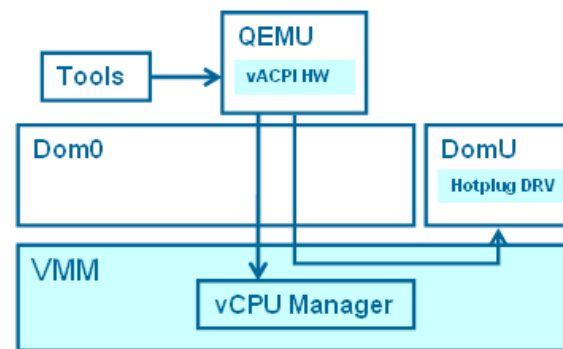 QEMU
vACPI HW
Tools
Dom0
DomU
Hotplug DRV
VMM
vCPU Manager